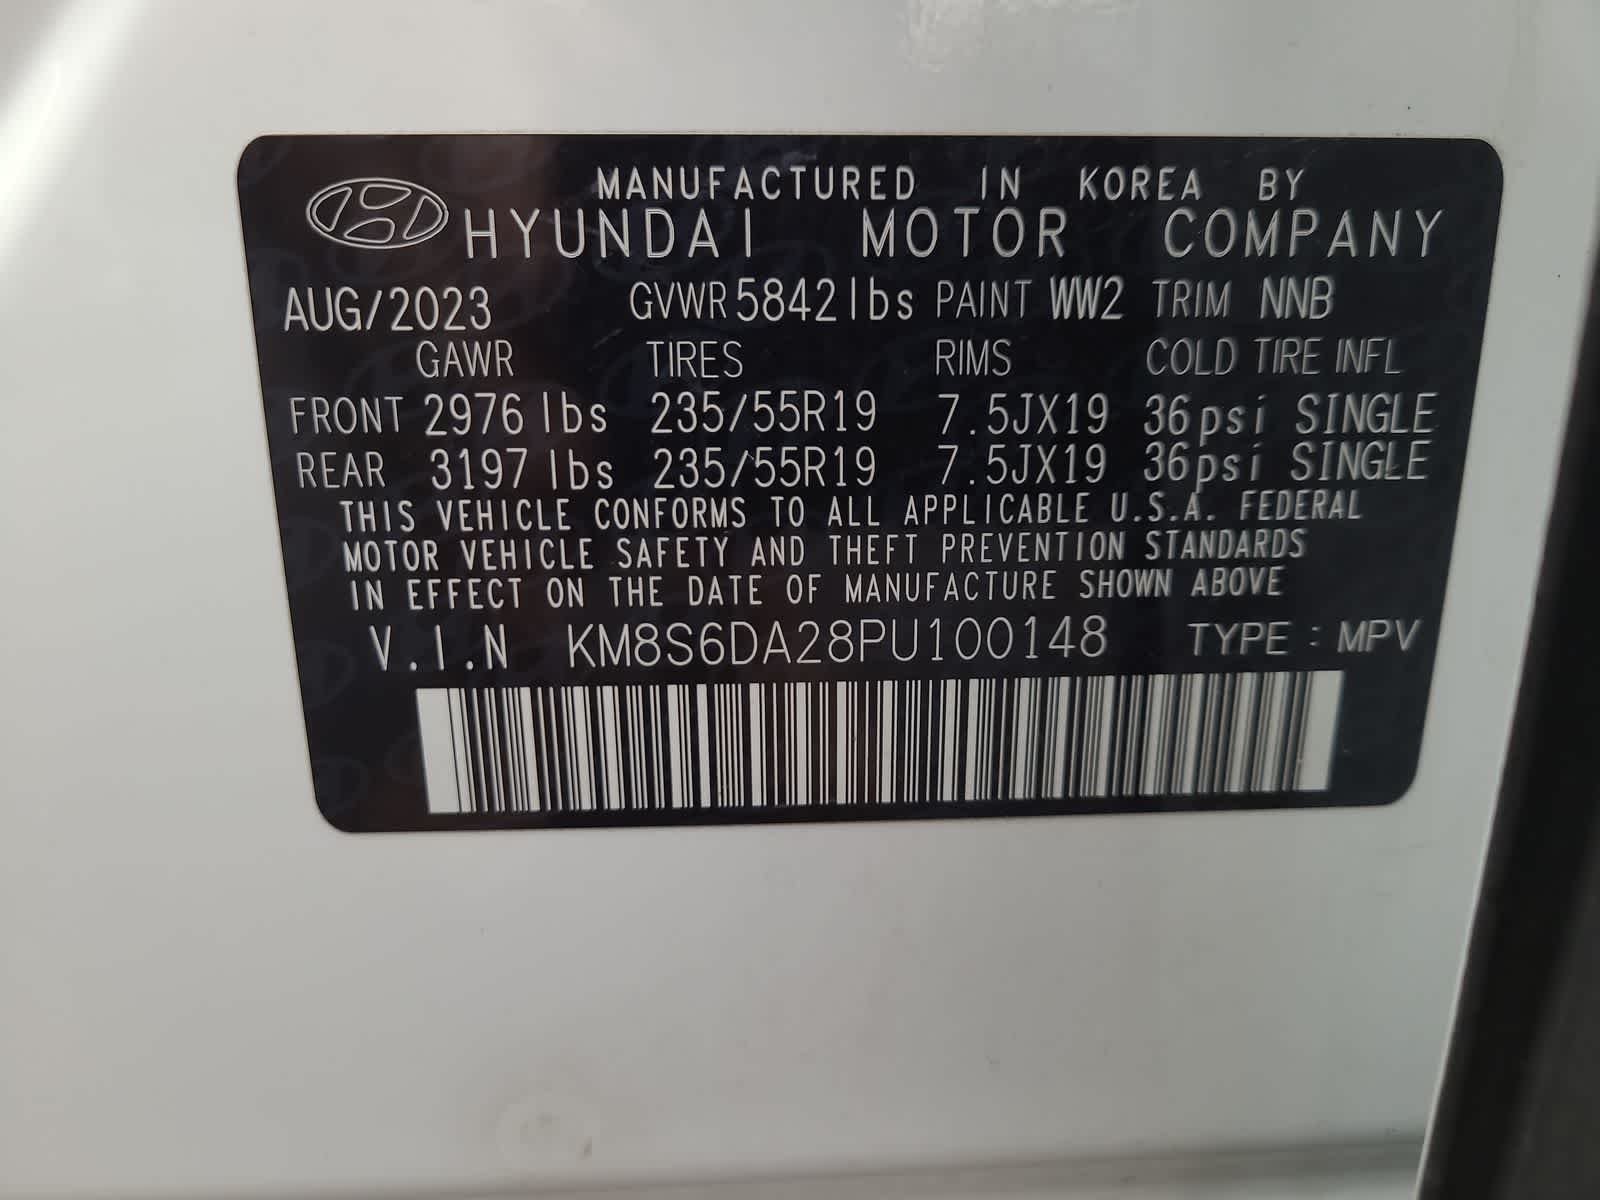 MANUFACTURED IN KOREA BY
HYUNDAI MOTOR COMPANY
AUG/2023 GVWR 5842 lbs PAINT WW2 TRIM NNB
GAWR TIRES RIMS COLD TIRE INFL
FRONT 2976 lbs 235/55R19 7.5JX19 36psi SINGLE
REAR 3197 lbs 235/55R19 7.5JX19 36psi SINGLE
THIS VEHICLE CONFORMS TO ALL APPLICABLE U.S.A. FEDERAL
MOTOR VEHICLE SAFETY AND THEFT PREVENTION STANDARDS
IN EFFECT ON THE DATE OF MANUFACTURE SHOWN ABOVE
V.I.N KM8S6DA28PU100148 TYPE : MPV